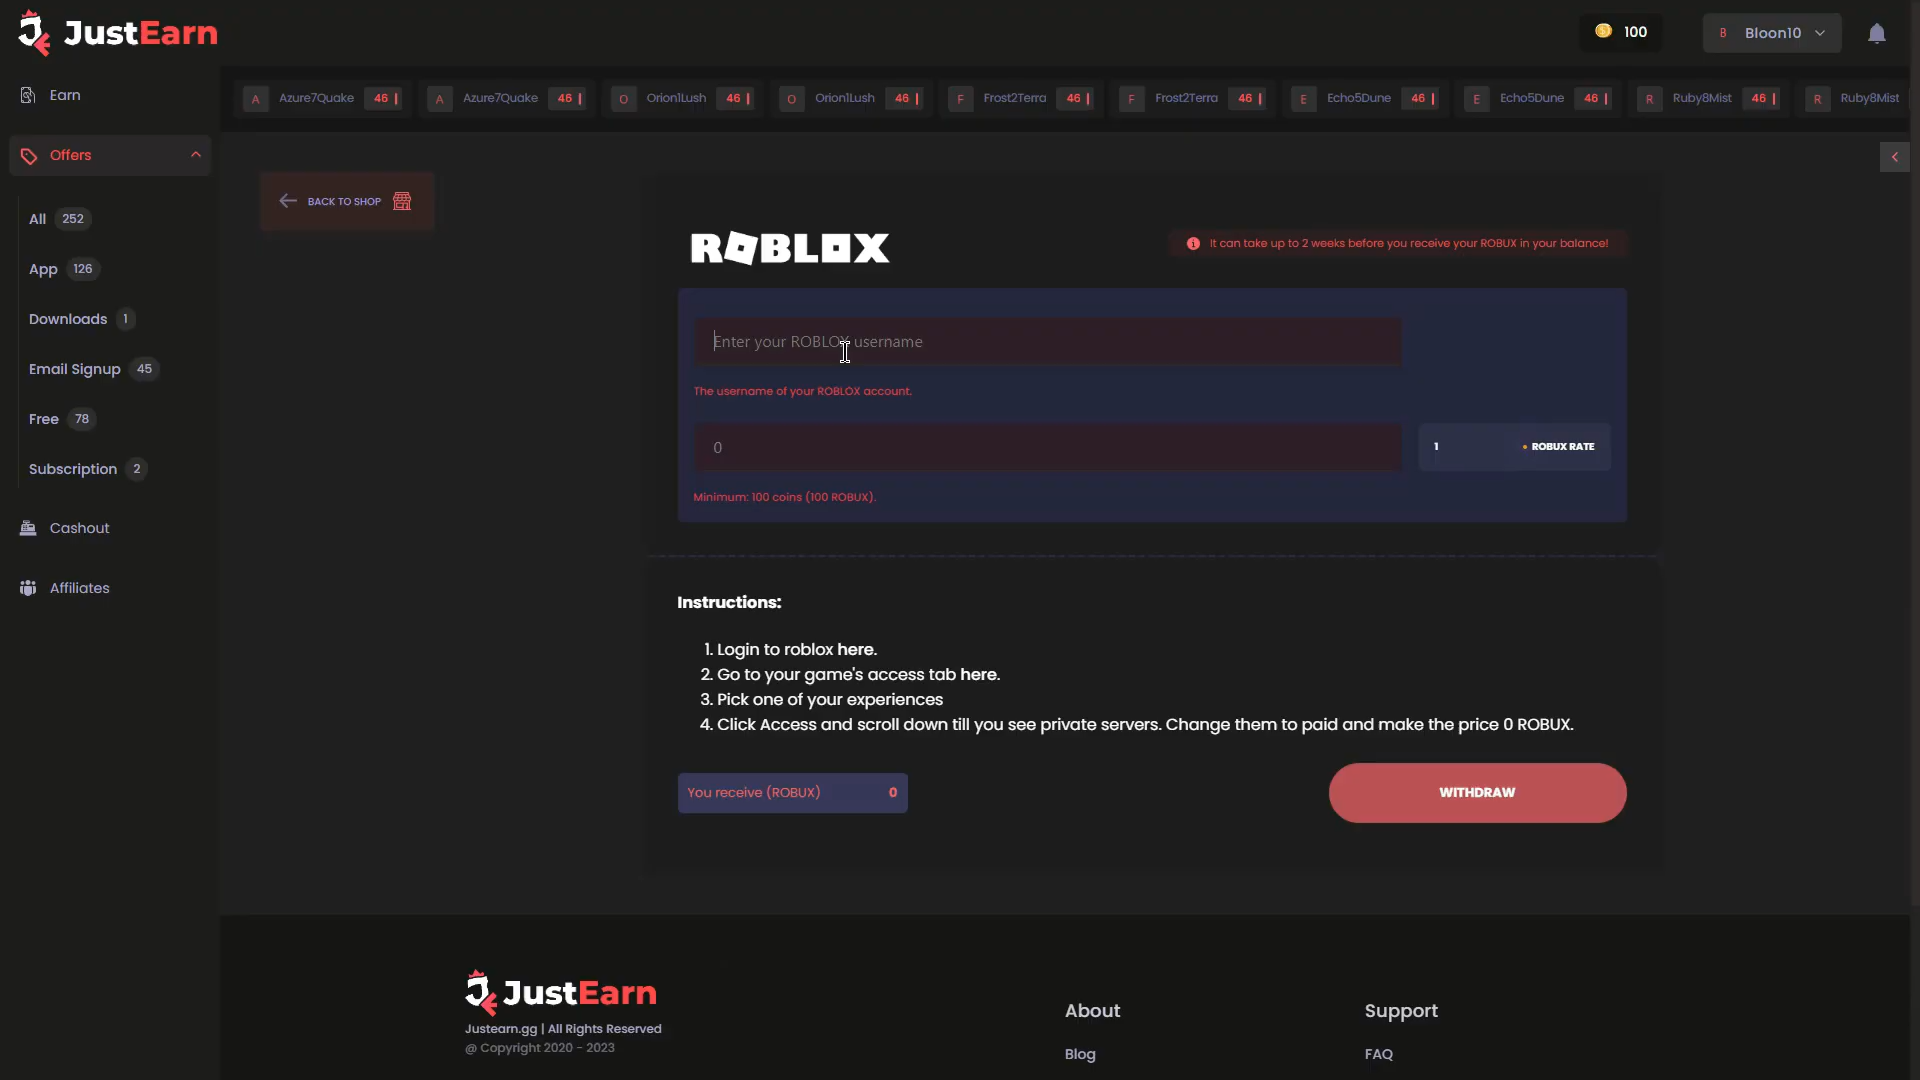 JustEarn
100
B Bloon10
Earn
A Azure7Quake 46 A Azure7Quake 46 O Orion1Lush 46 O Orion1Lush 46 F Frost2Terra 46 F Frost2Terra 46 E Echo5Dune 46 E Echo5Dune 46 R Ruby8Mist 46 R Ruby8Mist
Offers
All 252
App 126
Downloads 1
Email Signup 45
Free 78
Subscription 2
Cashout
Affiliates
BACK TO SHOP
ROBLOX
It can take up to 2 weeks before you receive your ROBUX in your balance!
Enter your ROBLOX username
The username of your ROBLOX account.
0
1 • ROBUX RATE
Minimum: 100 coins (100 ROBUX).
Instructions:
1. Login to roblox here.
2. Go to your game's access tab here.
3. Pick one of your experiences
4. Click Access and scroll down till you see private servers. Change them to paid and make the price 0 ROBUX.
You receive (ROBUX) 0
WITHDRAW
JustEarn
Justearn.gg | All Rights Reserved
@ Copyright 2020 - 2023
About
Blog
Support
FAQ